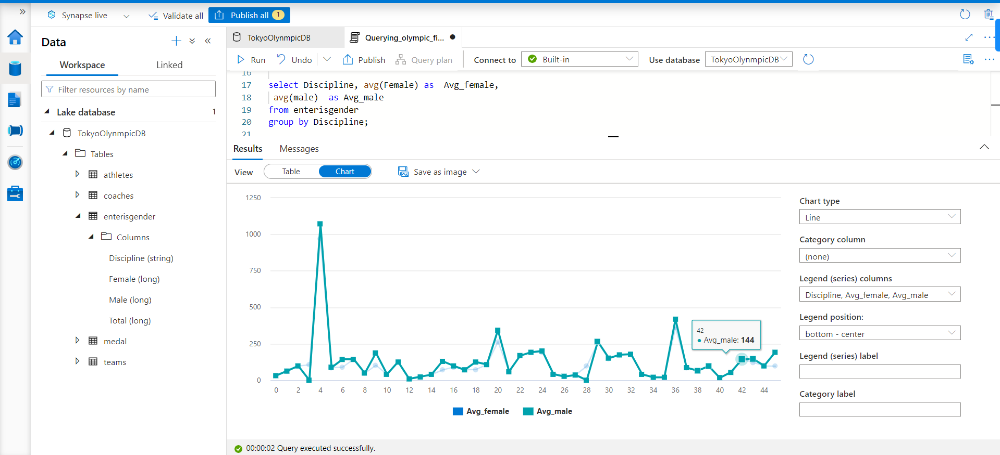 Synapse live
Validate all
Publish all 1
Data
Workspace
Linked
Filter resources by name
Lake database 1
TokyoOlynmpicDB
Tables
athletes
coaches
enterisgender
Columns
Discipline (string)
Female (long)
Male (long)
Total (long)
medal
teams
TokyoOlynmpicDB
Querying_olympic_fi...
Run
Undo
Publish
Query plan
Connect to
Built-in
Use database
TokyoOlynmpicDB
16
17 select Discipline, avg(Female) as Avg_female,
18 avg(male) as Avg_male
19 from enterisgender
20 group by Discipline;
21
Results
Messages
View
Table
Chart
Save as image
1250
1000
750
500
250
0
0 2 4 6 8 10 12 14 16 18 20 22 24 26 28 30 32 34 36 38 40 42 44
42
Avg_male: 144
Avg_female
Avg_male
Chart type
Line
Category column
(none)
Legend (series) columns
Discipline, Avg_female, Avg_male
Legend position:
bottom - center
Legend (series) label
Category label
00:00:02 Query executed successfully.